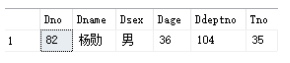 Dno Dname Dsex Dage Ddeptno Tno
1 82 杨勋 男 36 104 35